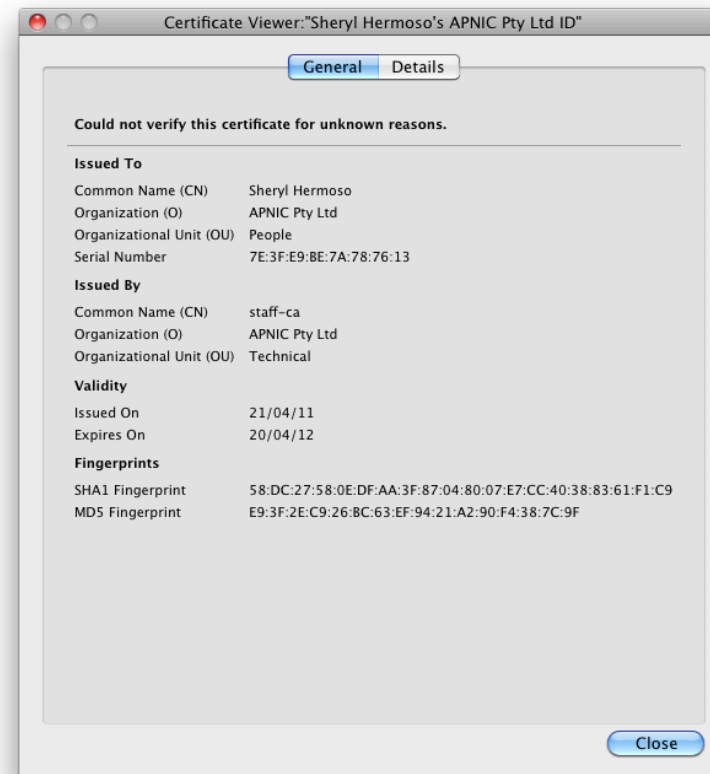 Certificate Viewer:"Sheryl Hermoso's APNIC Pty Ltd ID"
General Details
Could not verify this certificate for unknown reasons.
Issued To
Common Name (CN) Sheryl Hermoso
Organization (O) APNIC Pty Ltd
Organizational Unit (OU) People
Serial Number 7E:3F:E9:BE:7A:78:76:13
Issued By
Common Name (CN) staff-ca
Organization (O) APNIC Pty Ltd
Organizational Unit (OU) Technical
Validity
Issued On 21/04/11
Expires On 20/04/12
Fingerprints
SHA1 Fingerprint 58:DC:27:58:0E:DF:AA:3F:87:04:80:07:E7:CC:40:38:83:61:F1:C9
MD5 Fingerprint E9:3F:2E:C9:26:BC:63:EF:94:21:A2:90:F4:38:7C:9F
Close